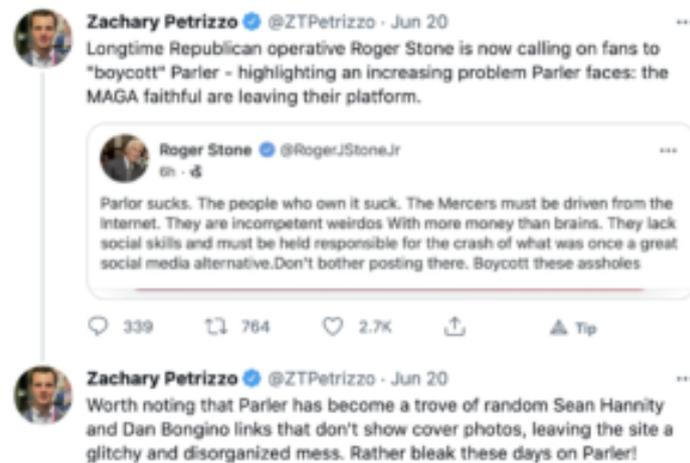 Zachary Petrizzo @ZTPetrizzo · Jun 20
Longtime Republican operative Roger Stone is now calling on fans to
"boycott" Parler - highlighting an increasing problem Parler faces: the
MAGA faithful are leaving their platform.
Roger Stone @RogerJStoneJr
6h ·
Parlor sucks. The people who own it suck. The Mercers must be driven from the
Internet. They are incompetent weirdos With more money than brains. They lack
social skills and must be held responsible for the crash of what was once a great
social media alternative.Don't bother posting there. Boycott these assholes
339 764 2.7K Tip
Zachary Petrizzo @ZTPetrizzo · Jun 20
Worth noting that Parler has become a trove of random Sean Hannity
and Dan Bongino links that don't show cover photos, leaving the site a
glitchy and disorganized mess. Rather bleak these days on Parler!